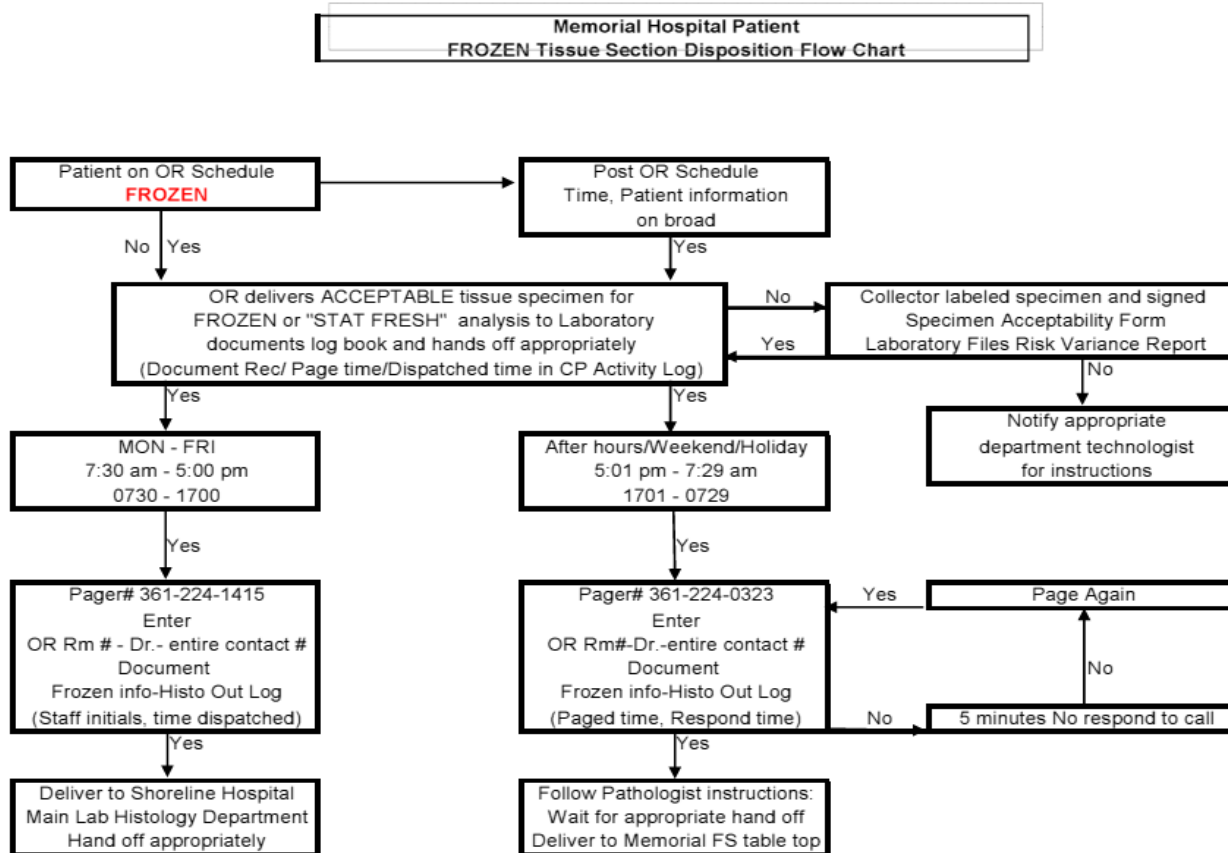 Memorial Hospital Patient
FROZEN Tissue Section Disposition Flow Chart
Patient on OR Schedule
FROZEN
Post OR Schedule
Time, Patient information
on broad
No
Yes
Yes
OR delivers ACCEPTABLE tissue specimen for
FROZEN or "STAT FRESH" analysis to Laboratory
documents log book and hands off appropriately
(Document Rec/ Page time/Dispatched time in CP Activity Log)
No
Yes
Collector labeled specimen and signed
Specimen Acceptability Form
Laboratory Files Risk Variance Report
Yes
Yes
No
MON - FRI
7:30 am - 5:00 pm
0730 - 1700
After hours/Weekend/Holiday
5:01 pm - 7:29 am
1701 - 0729
Notify appropriate
department technologist
for instructions
Yes
Yes
Pager# 361-224-1415
Enter
OR Rm # - Dr.- entire contact #
Document
Frozen info-Histo Out Log
(Staff initials, time dispatched)
Pager# 361-224-0323
Enter
OR Rm#-Dr.-entire contact #
Document
Frozen info-Histo Out Log
(Paged time, Respond time)
Yes
Page Again
No
No
5 minutes No respond to call
Yes
Yes
Deliver to Shoreline Hospital
Main Lab Histology Department
Hand off appropriately
Follow Pathologist instructions:
Wait for appropriate hand off
Deliver to Memorial FS table top